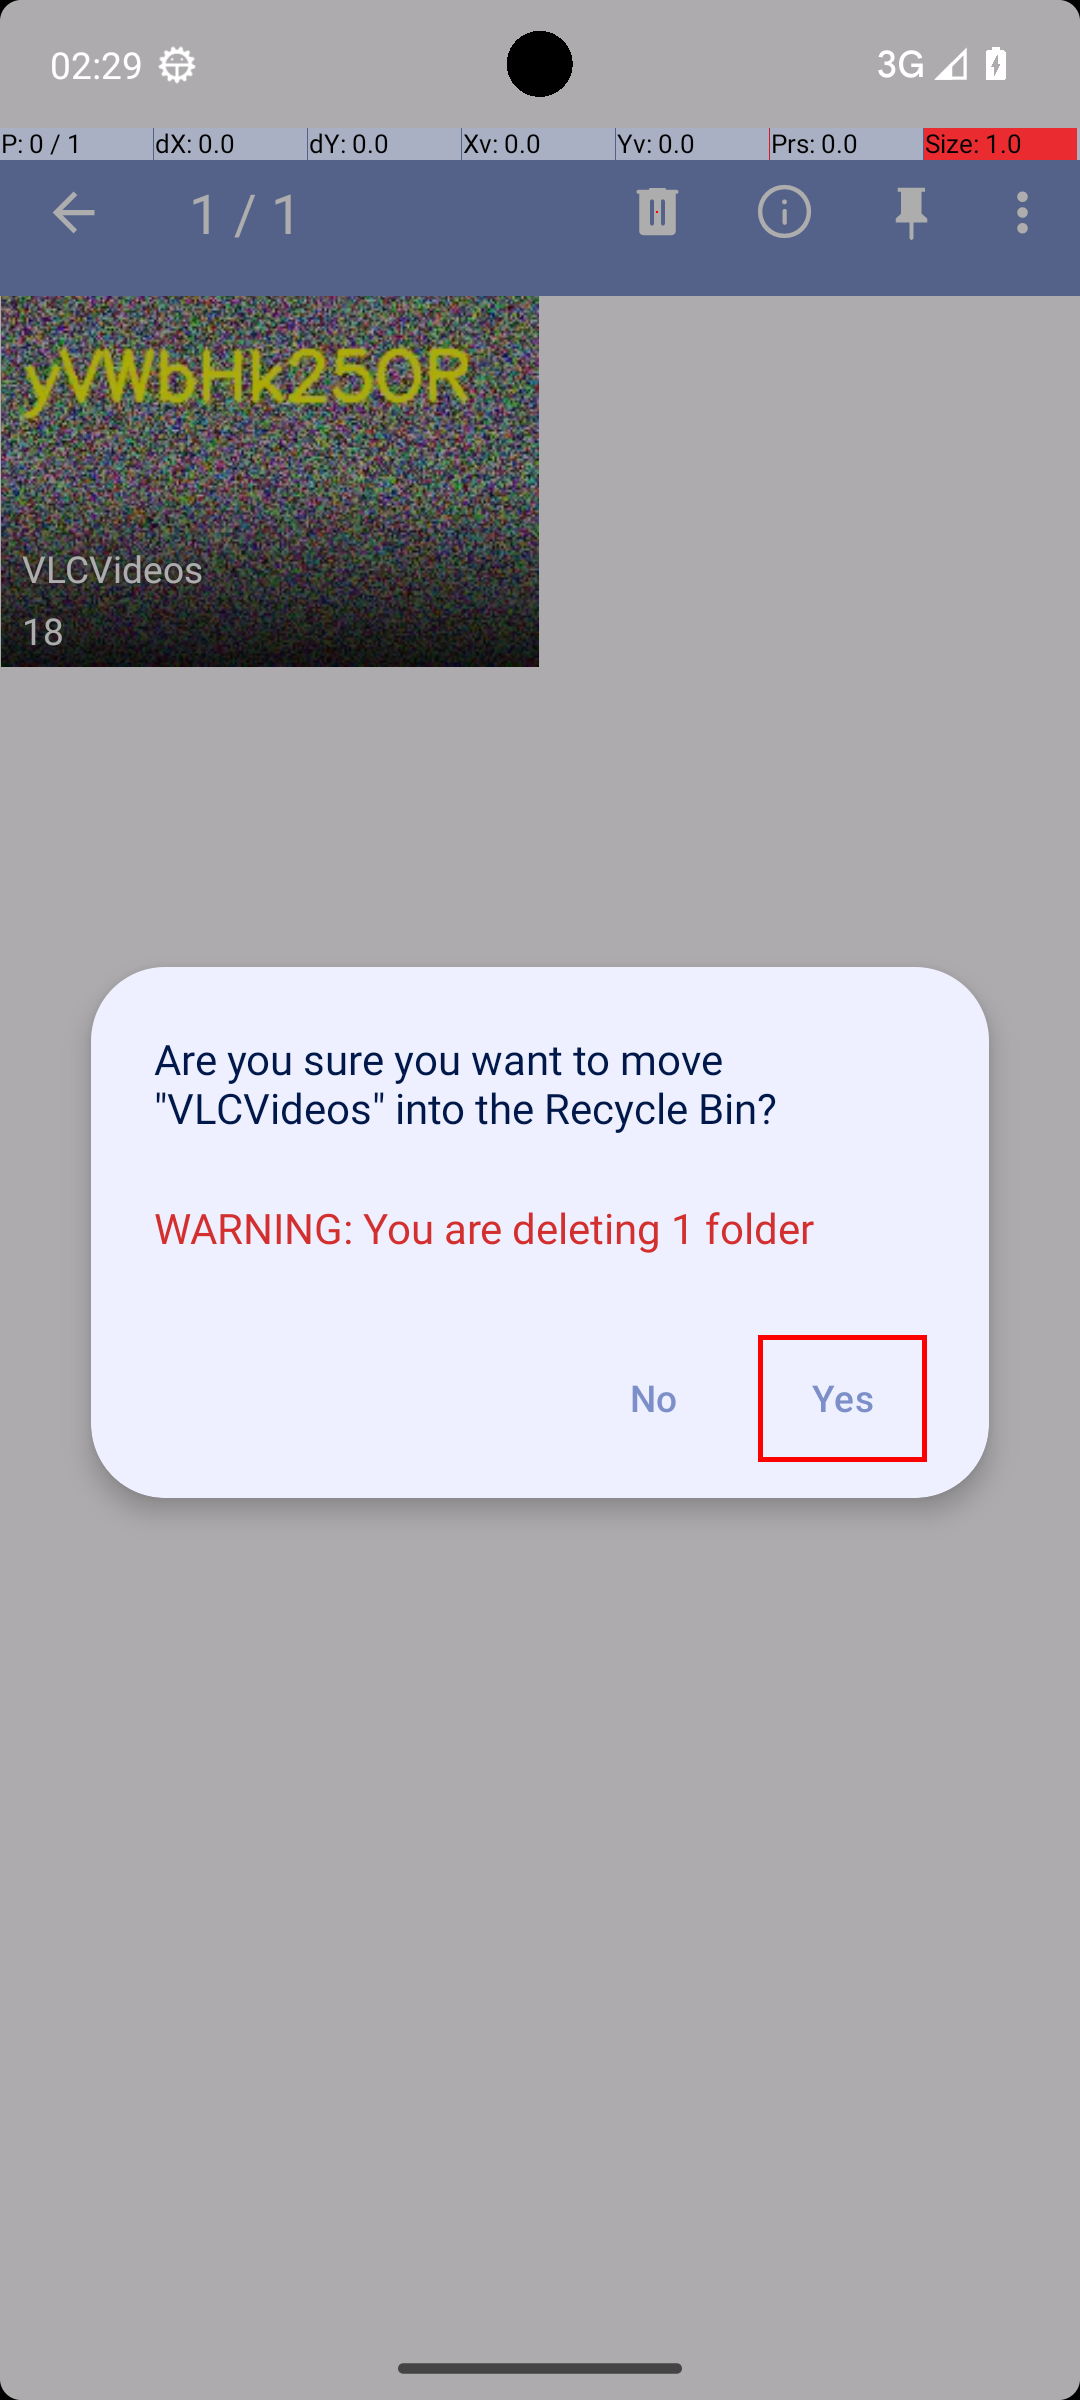 02:29
3G
P: 0 / 1
dX: 0.0
dY: 0.0
Xv: 0.0
Yv: 0.0
Prs: 0.0
Size: 1.0
1 / 1
yVWbHk25OR
VLCVideos
18
Are you sure you want to move
"VLCVideos" into the Recycle Bin?
WARNING: You are deleting 1 folder
No
Yes